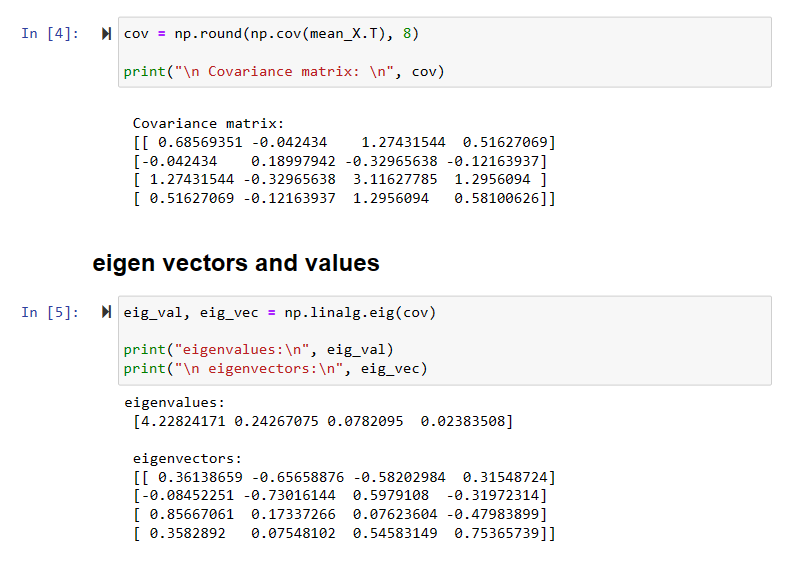 In [4]: cov = np.round(np.cov(mean_X.T), 8)
print("\n Covariance matrix: \n", cov)
Covariance matrix:
[[ 0.68569351 -0.042434    1.27431544  0.51627069]
[-0.042434    0.18997942 -0.32965638 -0.12163937]
[ 1.27431544 -0.32965638  3.11627785  1.2956094 ]
[ 0.51627069 -0.12163937  1.2956094   0.58100626]]
eigen vectors and values
In [5]: eig_val, eig_vec = np.linalg.eig(cov)
print("eigenvalues:\n", eig_val)
print("\n eigenvectors:\n", eig_vec)
eigenvalues:
[4.22824171 0.24267075 0.0782095  0.02383508]
eigenvectors:
[[ 0.36138659 -0.65658876 -0.58202984  0.31548724]
[-0.08452251 -0.73016144  0.5979108  -0.31972314]
[ 0.85667061  0.17337266  0.07623604 -0.47983899]
[ 0.3582892   0.07548102  0.54583149  0.75365739]]